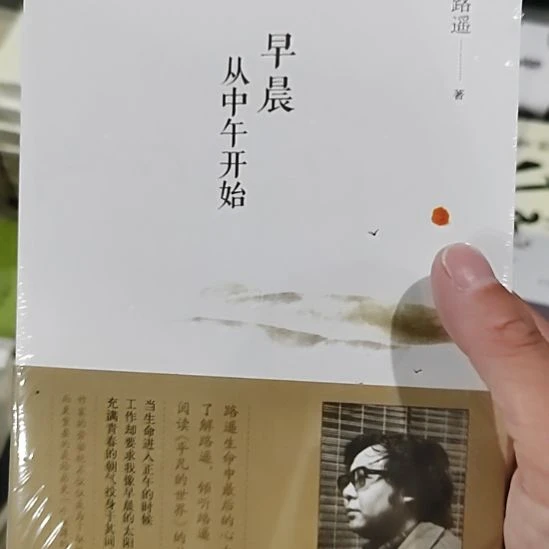 路遥
著
早晨
从中午开始
路遥生命中最后的心
了解路遥，倾听路遥
阅读《平凡的世界》的
当生命进入正午的时候
工作却要求我像早晨的太阳
充满青春的朝气投身于其间